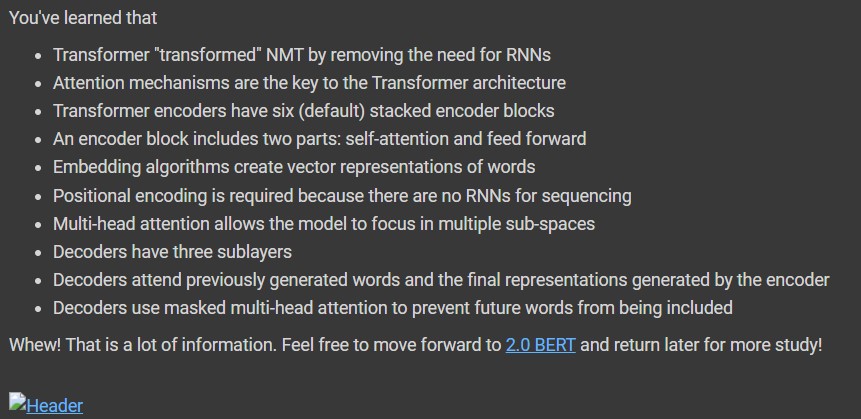 You've learned that
• Transformer "transformed" NMT by removing the need for RNNs
• Attention mechanisms are the key to the Transformer architecture
• Transformer encoders have six (default) stacked encoder blocks
• An encoder block includes two parts: self-attention and feed forward
• Embedding algorithms create vector representations of words
• Positional encoding is required because there are no RNNs for sequencing
• Multi-head attention allows the model to focus in multiple sub-spaces
• Decoders have three sublayers
• Decoders attend previously generated words and the final representations generated by the encoder
• Decoders use masked multi-head attention to prevent future words from being included
Whew! That is a lot of information. Feel free to move forward to 2.0 BERT and return later for more study!
Header